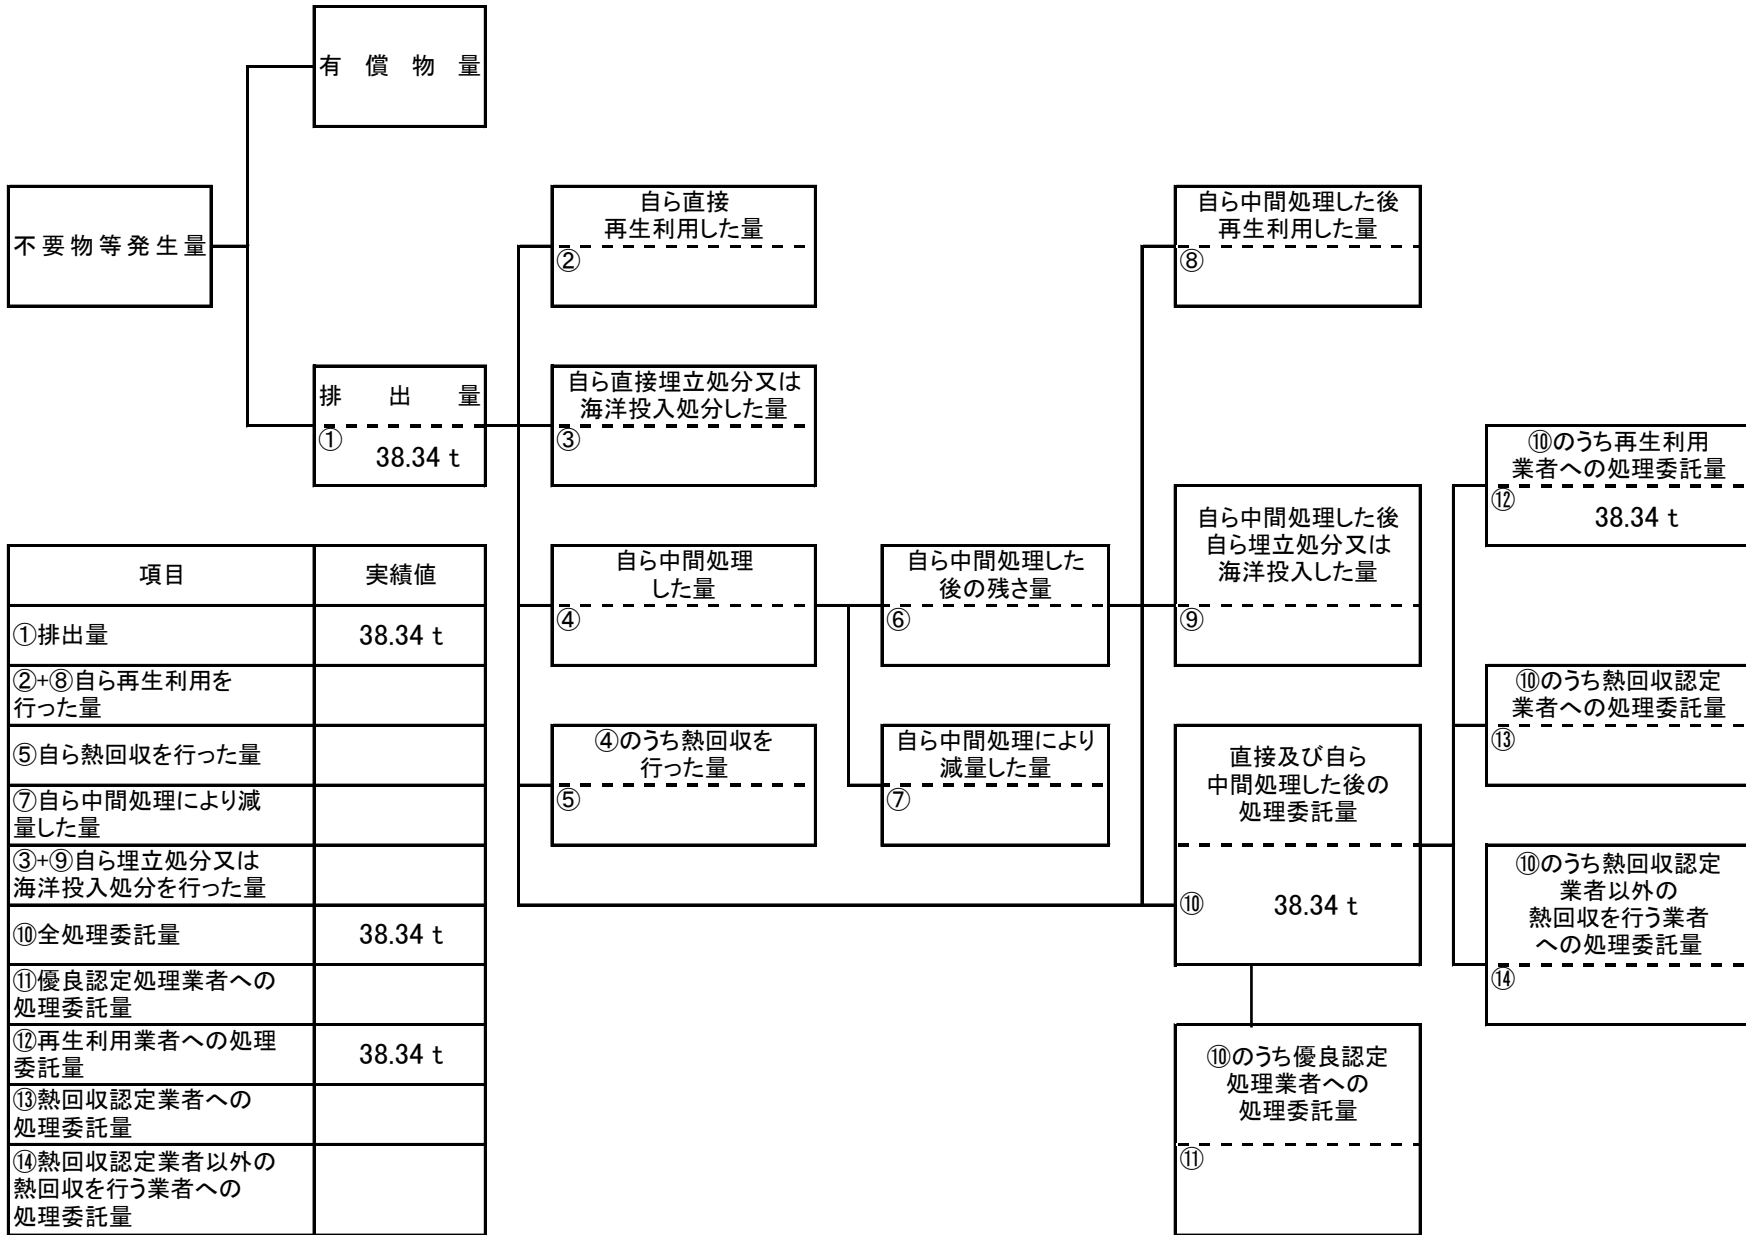 有償物量
不要物等発生量
排出量
①
38.34 t
自ら直接
再生利用した量
②
自ら直接埋立処分又は
海洋投入処分した量
③
自ら中間処理
した量
④
④のうち熱回収を
行った量
⑤
自ら中間処理した
後の残さ量
⑥
自ら中間処理により
減量した量
⑦
自ら中間処理した後
再生利用した量
⑧
自ら中間処理した後
自ら埋立処分又は
海洋投入した量
⑨
直接及び自ら
中間処理した後の
処理委託量
⑩ 38.34 t
⑩のうち優良認定
処理業者への
処理委託量
⑪
⑩のうち再生利用
業者への処理委託量
⑫
38.34 t
⑩のうち熱回収認定
業者への処理委託量
⑬
⑩のうち熱回収認定
業者以外の
熱回収を行う業者
への処理委託量
⑭
項目 実績値
①排出量 38.34 t
②+⑧自ら再生利用を
行った量
⑤自ら熱回収を行った量
⑦自ら中間処理により減
量した量
③+⑨自ら埋立処分又は
海洋投入処分を行った量
⑩全処理委託量 38.34 t
⑪優良認定処理業者への
処理委託量
⑫再生利用業者への処理
委託量 38.34 t
⑬熱回収認定業者への
処理委託量
⑭熱回収認定業者以外の
熱回収を行う業者への
処理委託量